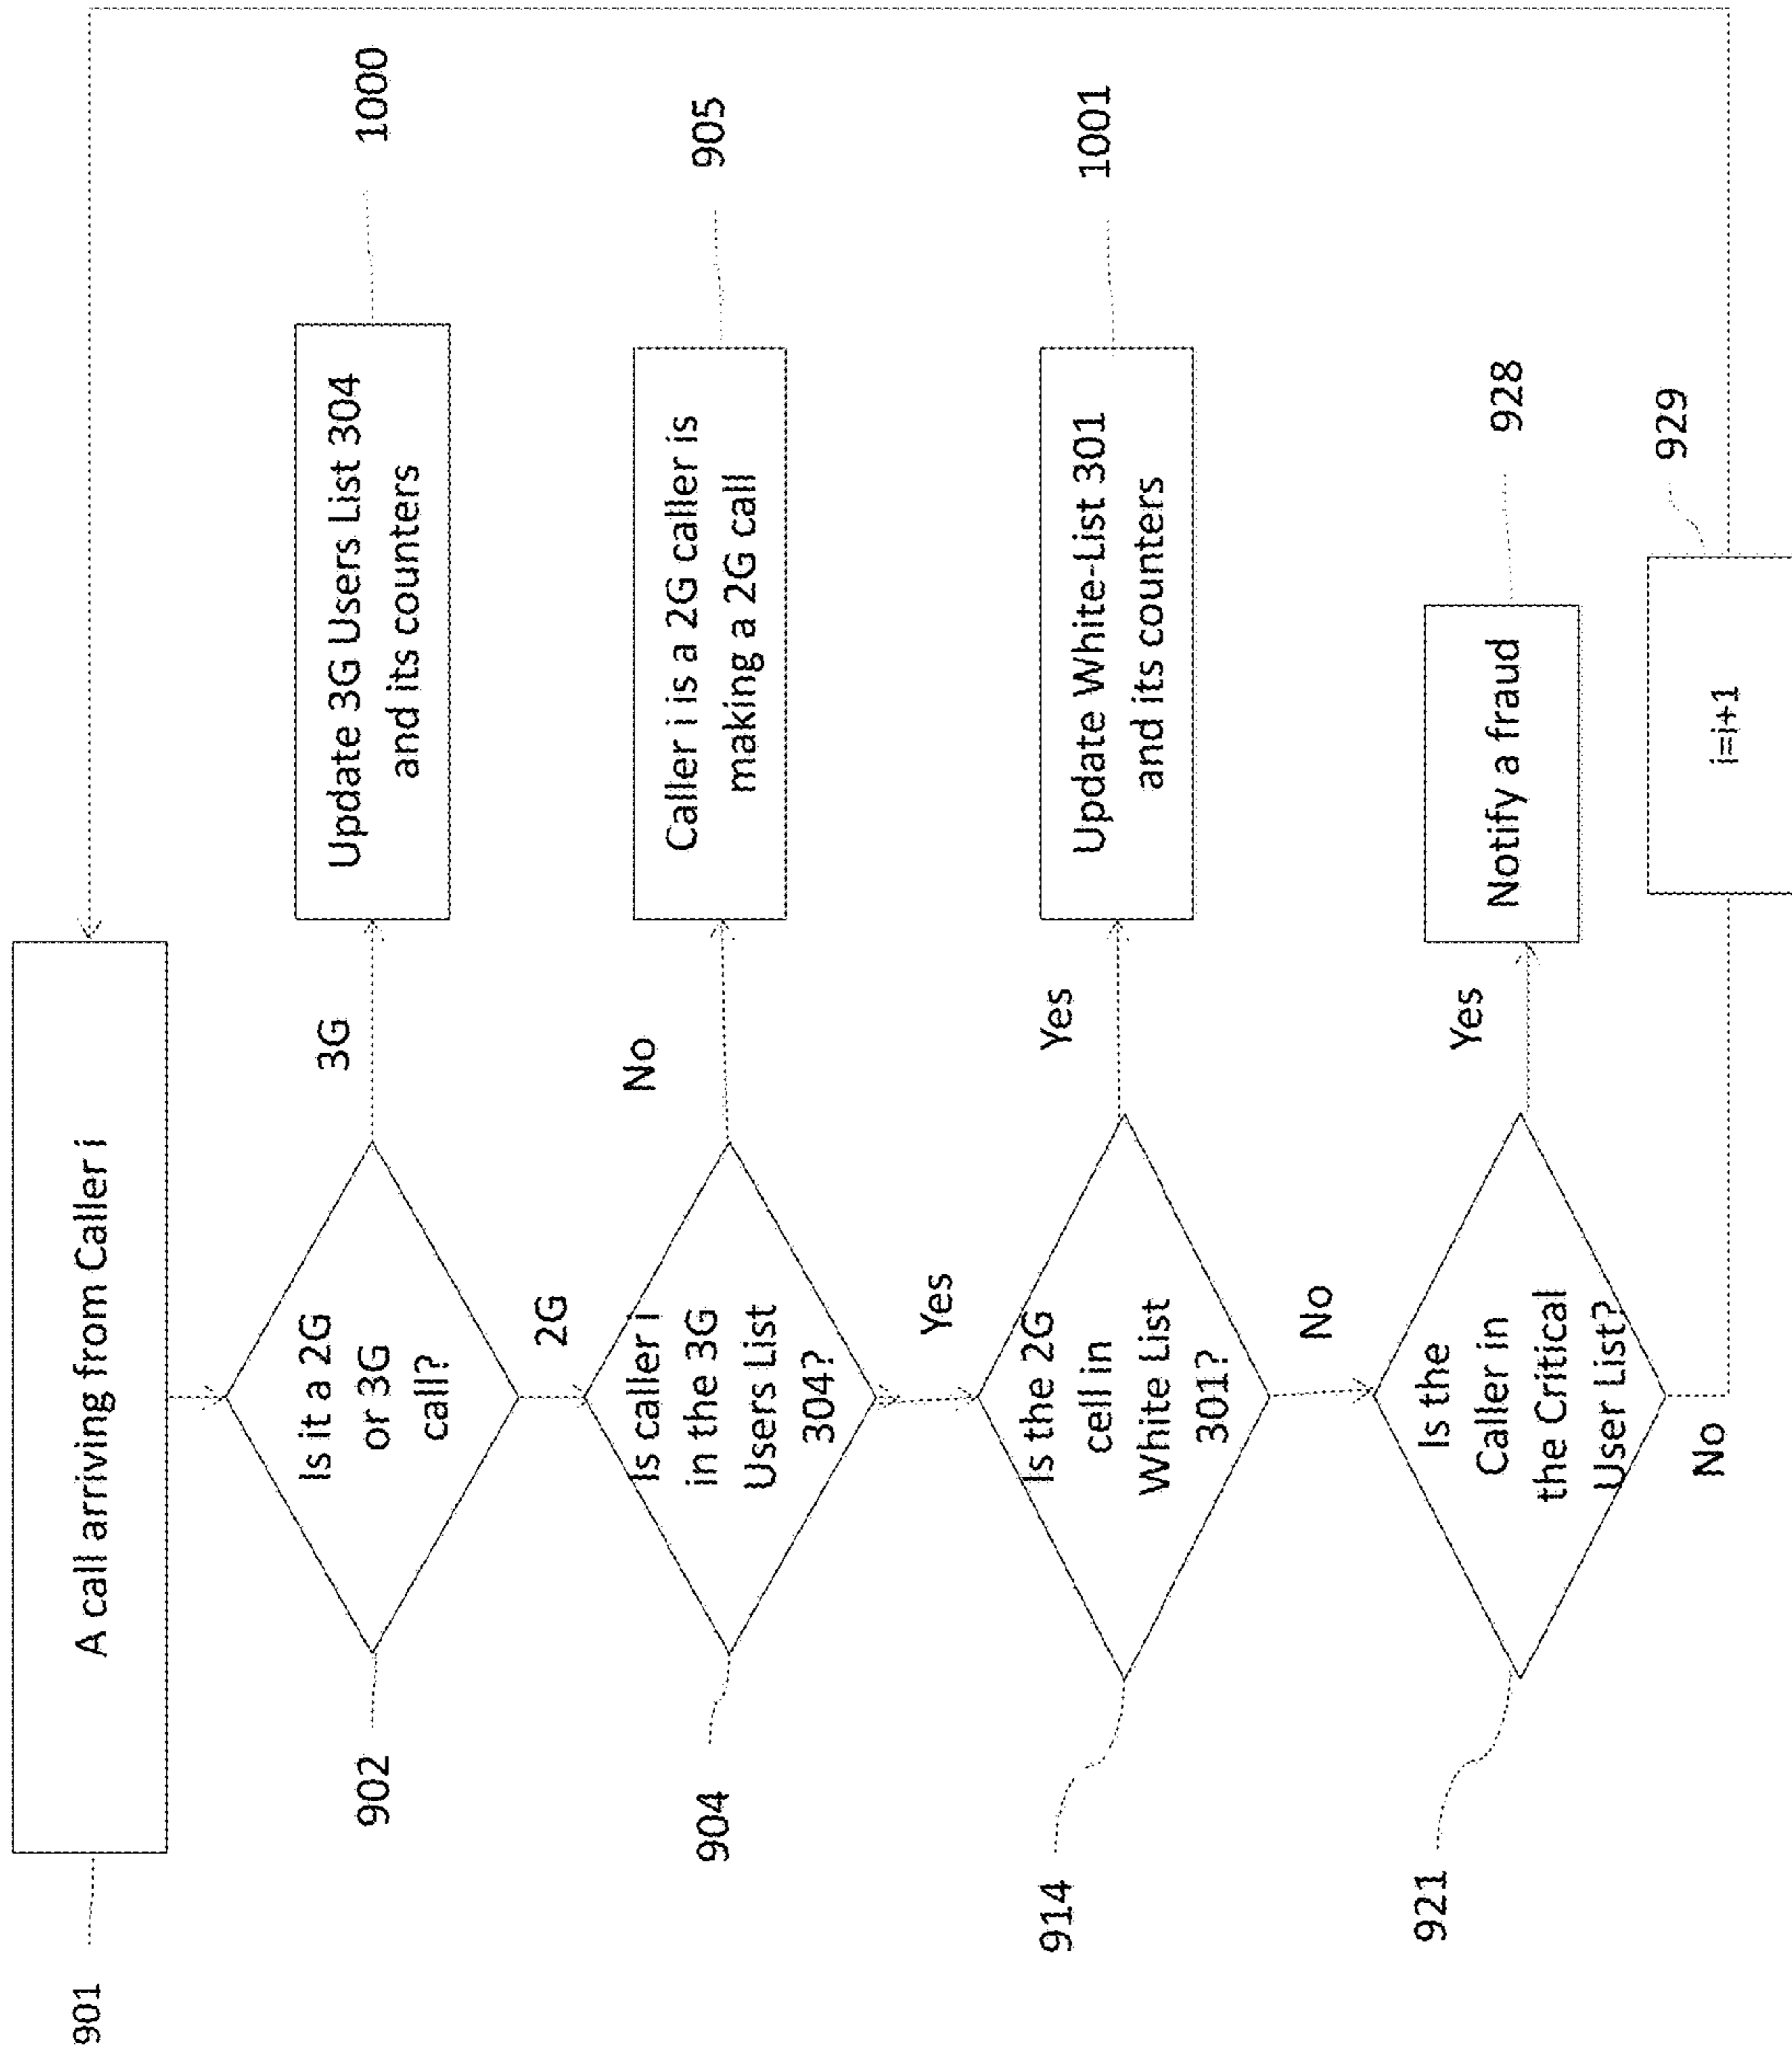 901
A call arriving from Caller i
902
Is it a 2G
or 3G
call?
3G
Update 3G Users List 304
and its counters
1000
2G
904
Is caller i
in the 3G
Users List
304?
No
Caller i is a 2G caller is
making a 2G call
905
Yes
914
Is the 2G
cell in
White List
301?
Yes
Update White-List 301
and its counters
1001
No
921
Is the
Caller in
the Critical
User List?
Yes
Notify a fraud
928
No
i=i+1
929